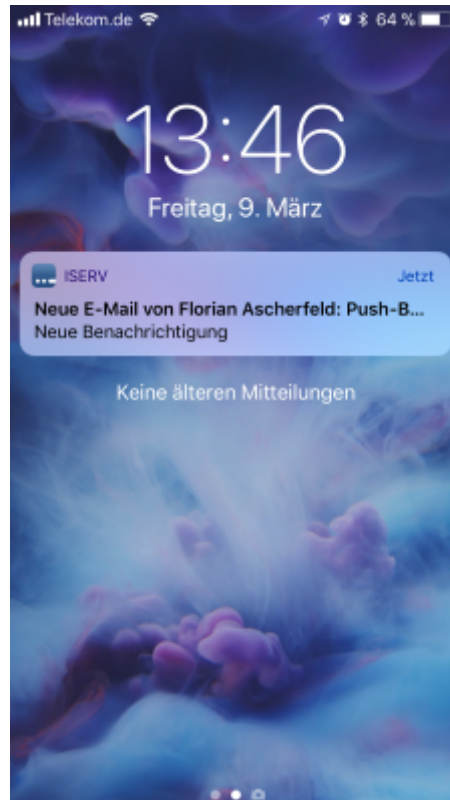 Telekom.de 64 %
13:46
Freitag, 9. März
ISERV Jetzt
Neue E-Mail von Florian Ascherfeld: Push-B...
Neue Benachrichtigung
Keine älteren Mitteilungen